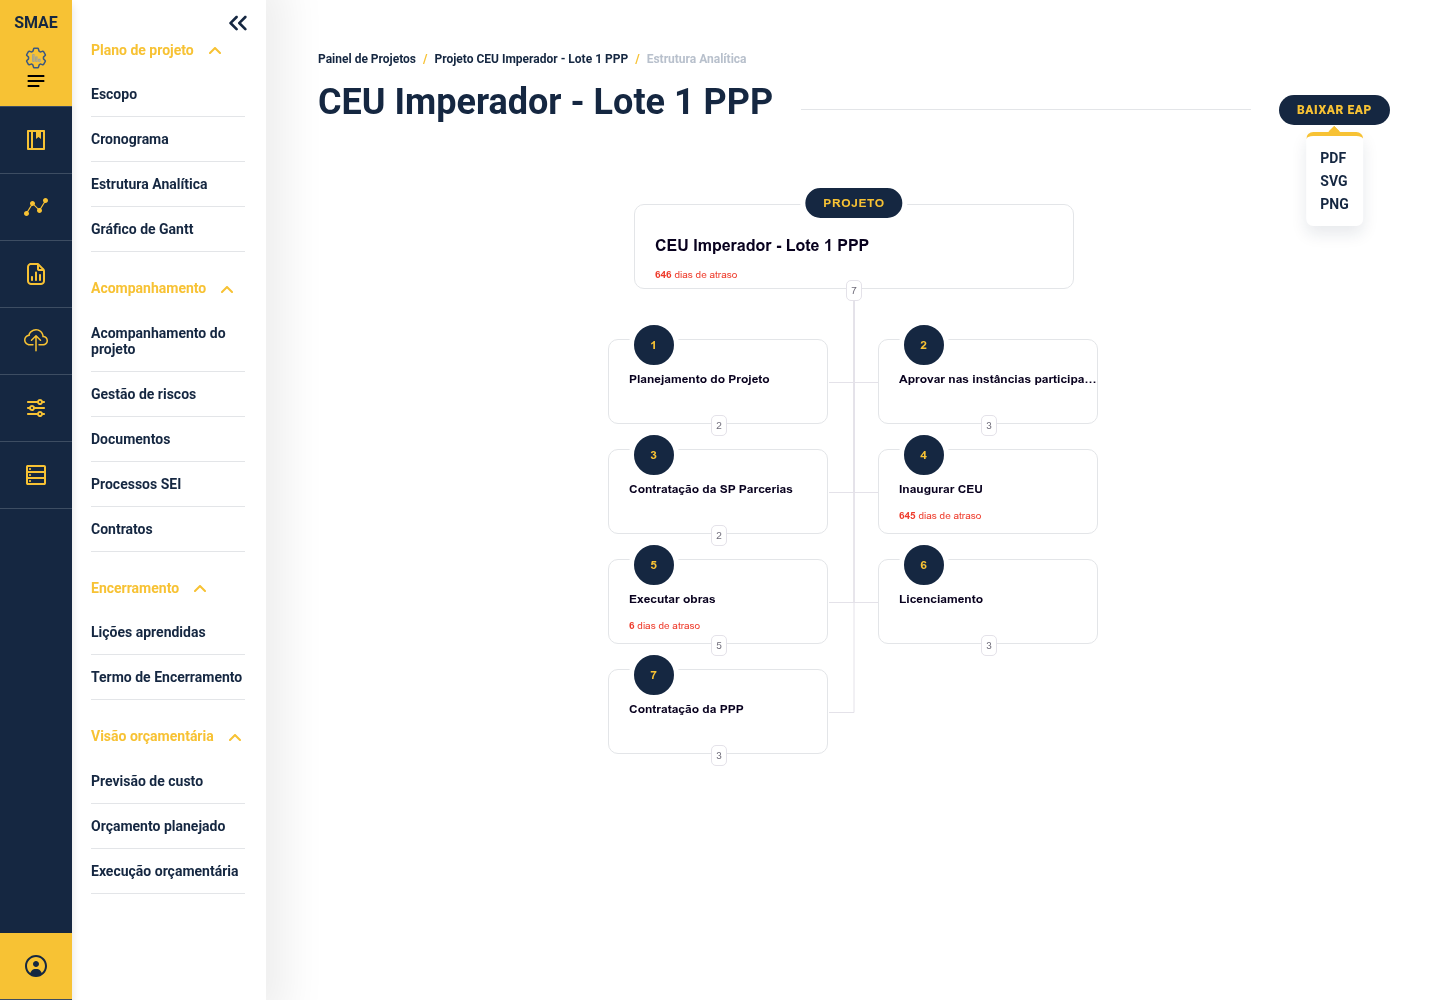 SMAE
Plano de projeto
Escopo
Cronograma
Estrutura Analítica
Gráfico de Gantt
Acompanhamento
Acompanhamento do
projeto
Gestão de riscos
Documentos
Processos SEI
Contratos
Encerramento
Lições aprendidas
Termo de Encerramento
Visão orçamentária
Previsão de custo
Orçamento planejado
Execução orçamentária
Painel de Projetos / Projeto CEU Imperador - Lote 1 PPP / Estrutura Analítica
CEU Imperador - Lote 1 PPP
BAIXAR EAP
PDF
SVG
PNG
PROJETO
CEU Imperador - Lote 1 PPP
646 dias de atraso
7
1
Planejamento do Projeto
2
2
Aprovar nas instâncias participa...
3
3
Contratação da SP Parcerias
2
4
Inaugurar CEU
645 dias de atraso
5
Executar obras
6 dias de atraso
5
6
Licenciamento
3
7
Contratação da PPP
3